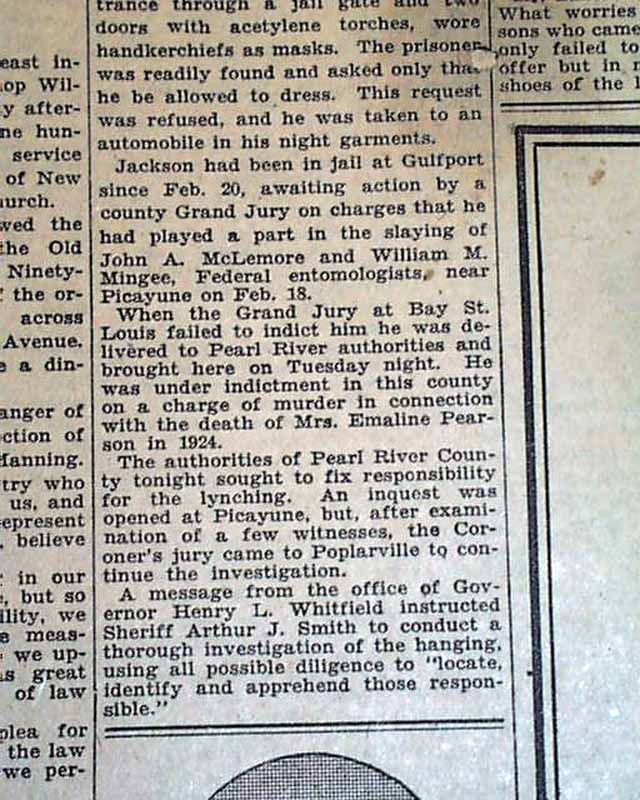 east in-
op Wil-
y after-
ne hun-
service
of New
urch.
wed the
the Old
Ninety-
the or-
across
Avenue.
e a din-
anger of
ction of
Manning.
try who
us, and
epresent
believe
in our
but so
ility, we
e meas-
we up-
s great
of law
plea for
the law
we per-
trance through a jail gate and two
doors with acetylene torches, wore
handkerchiefs as masks. The prisoner
was readily found and asked only that
he be allowed to dress. This request
was refused, and he was taken to an
automobile in his night garments.
Jackson had been in jail at Gulfport
since Feb. 20, awaiting action by a
county Grand Jury on charges that he
had played a part in the slaying of
John A. McLemore and William M.
Mingee, Federal entomologists, near
Picayune on Feb. 18.
When the Grand Jury at Bay St.
Louis failed to indict him he was de-
livered to Pearl River authorities and
brought here on Tuesday night. He
was under indictment in this county
on a charge of murder in connection
with the death of Mrs. Emaline Pear-
son in 1924.
The authorities of Pearl River Coun-
ty tonight sought to fix responsibility
for the lynching. An inquest was
opened at Picayune, but, after exami-
nation of a few witnesses, the Cor-
oner's jury came to Poplarville to con-
tinue the investigation.
A message from the office of Gov-
ernor Henry L. Whitfield instructed
Sheriff Arthur J. Smith to conduct a
thorough investigation of the hanging,
using all possible diligence to "locate,
identify and apprehend those respon-
sible."
What worries
sons who came
only failed to
offer but in
shoes of the